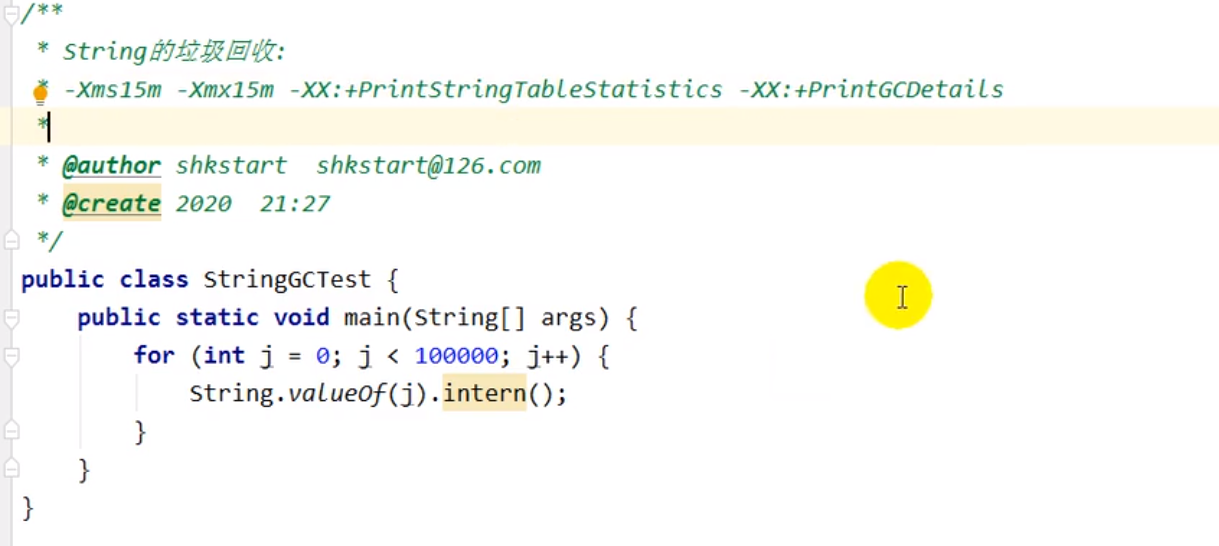 /**
 * String的垃圾回收:
 * -Xms15m -Xmx15m -XX:+PrintStringTableStatistics -XX:+PrintGCDetails
 *
 * @author shkstart  shkstart@126.com
 * @create 2020  21:27
 */
public class StringGCTest {
    public static void main(String[] args) {
        for (int j = 0; j < 100000; j++) {
            String.valueOf(j).intern();
        }
    }
}